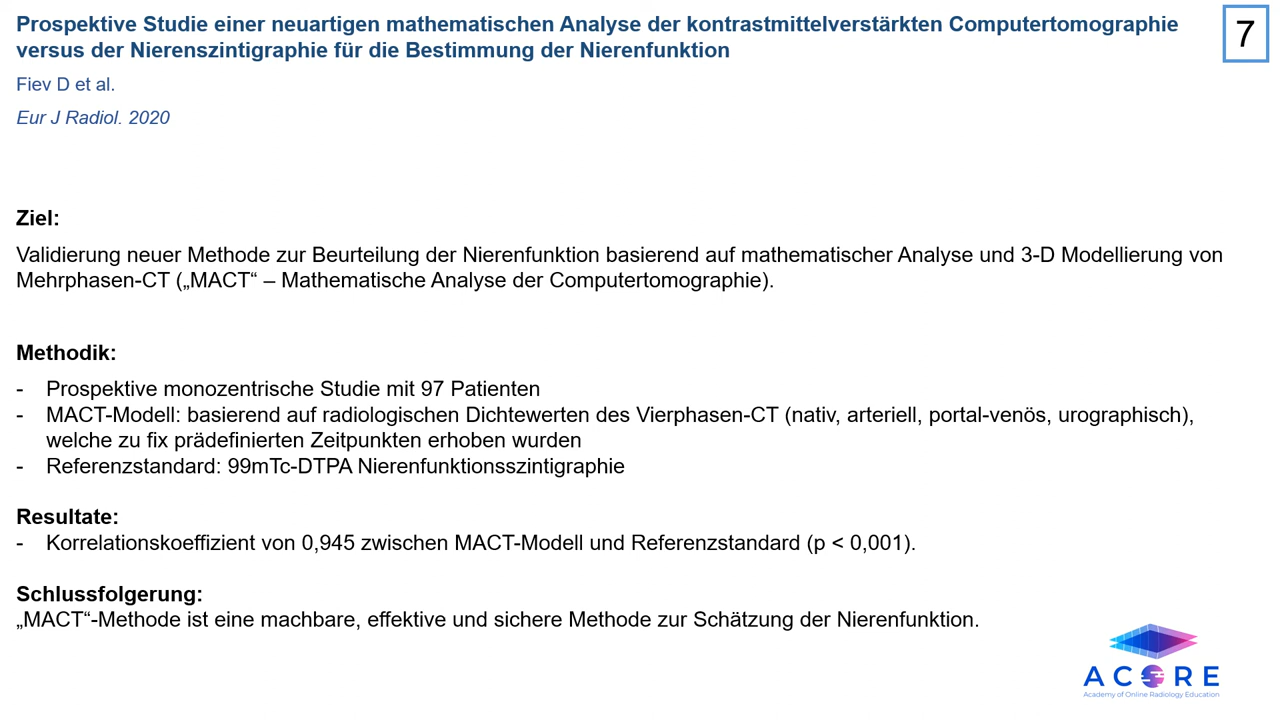 Prospektive Studie einer neuartigen mathematischen Analyse der kontrastmittelverstärkten Computertomographie
versus der Nierenszintigraphie für die Bestimmung der Nierenfunktion
7
Fiev D et al.
Eur J Radiol. 2020
Ziel:
Validierung neuer Methode zur Beurteilung der Nierenfunktion basierend auf mathematischer Analyse und 3-D Modellierung von
Mehrphasen-CT („MACT“ – Mathematische Analyse der Computertomographie).
Methodik:
- Prospektive monozentrische Studie mit 97 Patienten
- MACT-Modell: basierend auf radiologischen Dichtewerten des Vierphasen-CT (nativ, arteriell, portal-venös, urographisch),
welche zu fix prädefinierten Zeitpunkten erhoben wurden
- Referenzstandard: 99mTc-DTPA Nierenfunktionsszintigraphie
Resultate:
- Korrelationskoeffizient von 0,945 zwischen MACT-Modell und Referenzstandard (p < 0,001).
Schlussfolgerung:
„MACT“-Methode ist eine machbare, effektive und sichere Methode zur Schätzung der Nierenfunktion.
ACORE
Academy of Online Radiology Education